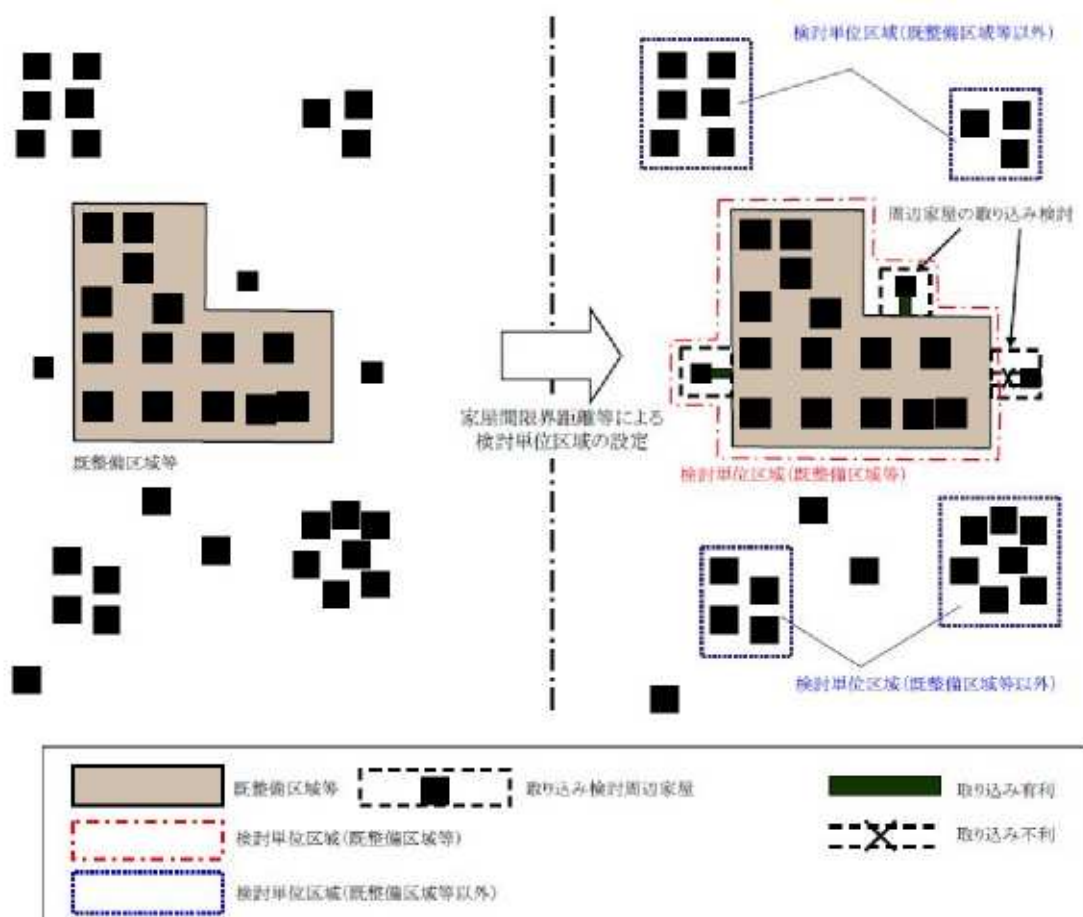 検討単位区域(既整備区域等以外)
周辺家屋の取り込み検討
家屋間限界距離等による
検討単位区域の設定
既整備区域等
検討単位区域(既整備区域等)
検討単位区域(既整備区域等以外)
既整備区域等
取り込み検討周辺家屋
取り込み有利
検討単位区域(既整備区域等)
取り込み不利
検討単位区域(既整備区域等以外)